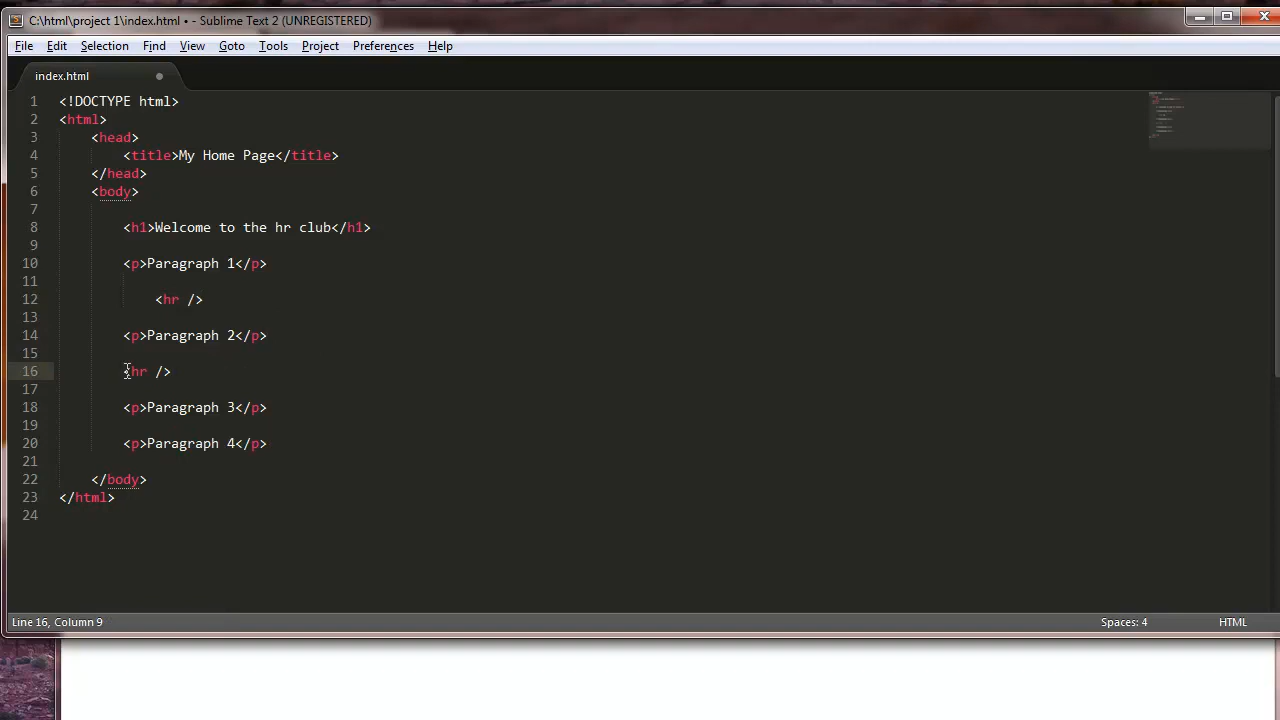 C:\html\project 1\index.html • - Sublime Text 2 (UNREGISTERED)
File Edit Selection Find View Goto Tools Project Preferences Help
index.html
1 <!DOCTYPE html>
2 <html>
3 <head>
4 <title>My Home Page</title>
5 </head>
6 <body>
7
8 <h1>Welcome to the hr club</h1>
9
10 <p>Paragraph 1</p>
11
12 <hr />
13
14 <p>Paragraph 2</p>
15
16 <hr />
17
18 <p>Paragraph 3</p>
19
20 <p>Paragraph 4</p>
21
22 </body>
23 </html>
24
Line 16, Column 9 Spaces: 4 HTML